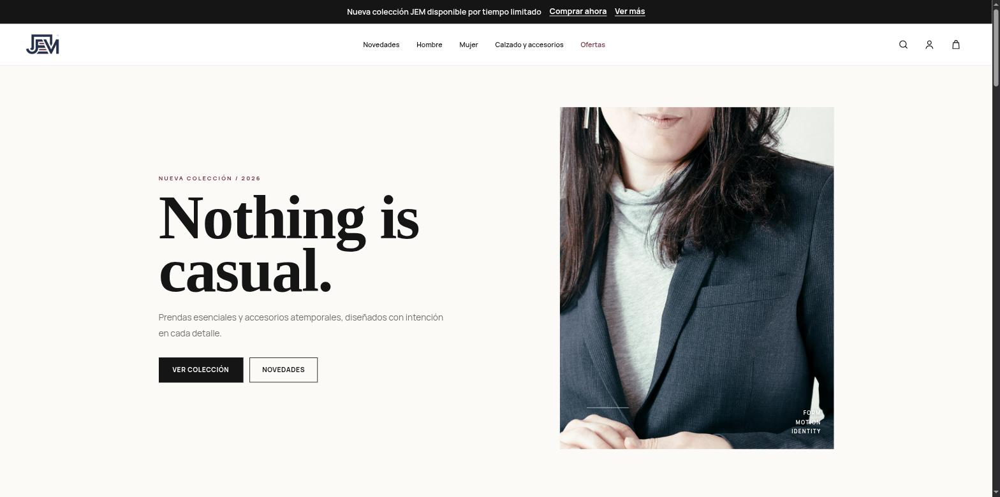 Nueva colección JEM disponible por tiempo limitado Comprar ahora Ver más
JEM
Novedades Hombre Mujer Calzado y accesorios Ofertas
NUEVA COLECCIÓN / 2026
Nothing is
casual.
Prendas esenciales y accesorios atemporales, diseñados con intención
en cada detalle.
VER COLECCIÓN NOVEDADES
FORM
MOTION
IDENTITY